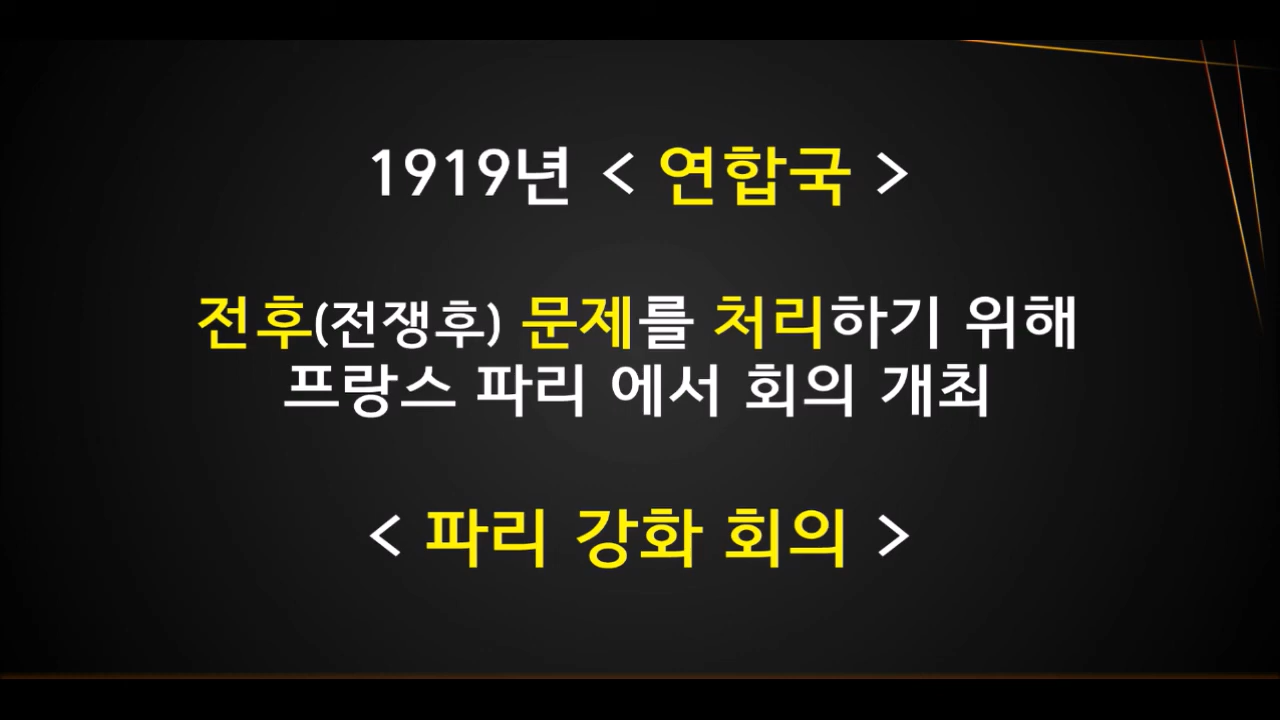 1919년 < 연합국 >
전후(전쟁후) 문제를 처리하기 위해
프랑스 파리 에서 회의 개최
< 파리 강화 회의 >